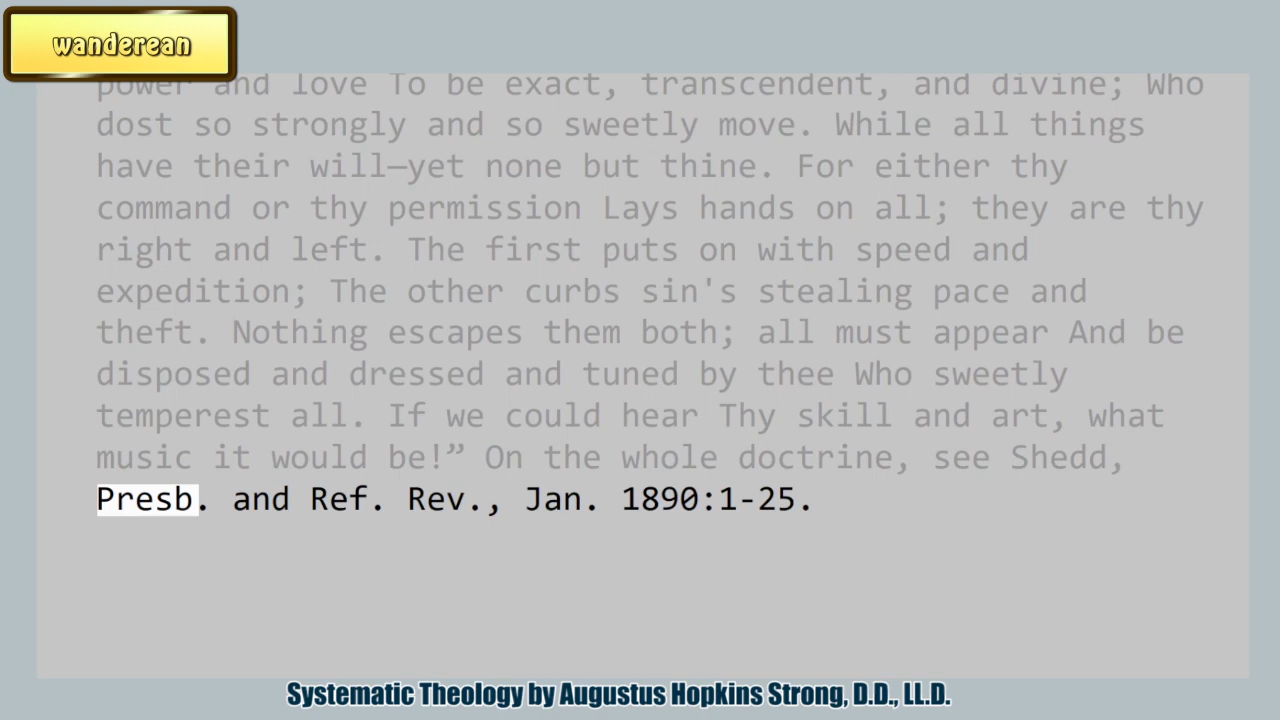 wanderean
power and love To be exact, transcendent, and divine; Who
dost so strongly and so sweetly move. While all things
have their will—yet none but thine. For either thy
command or thy permission Lays hands on all; they are thy
right and left. The first puts on with speed and
expedition; The other curbs sin's stealing pace and
theft. Nothing escapes them both; all must appear And be
disposed and dressed and tuned by thee Who sweetly
temperest all. If we could hear Thy skill and art, what
music it would be!” On the whole doctrine, see Shedd,
Presb. and Ref. Rev., Jan. 1890:1-25.
Systematic Theology by Augustus Hopkins Strong, D.D., LL.D.